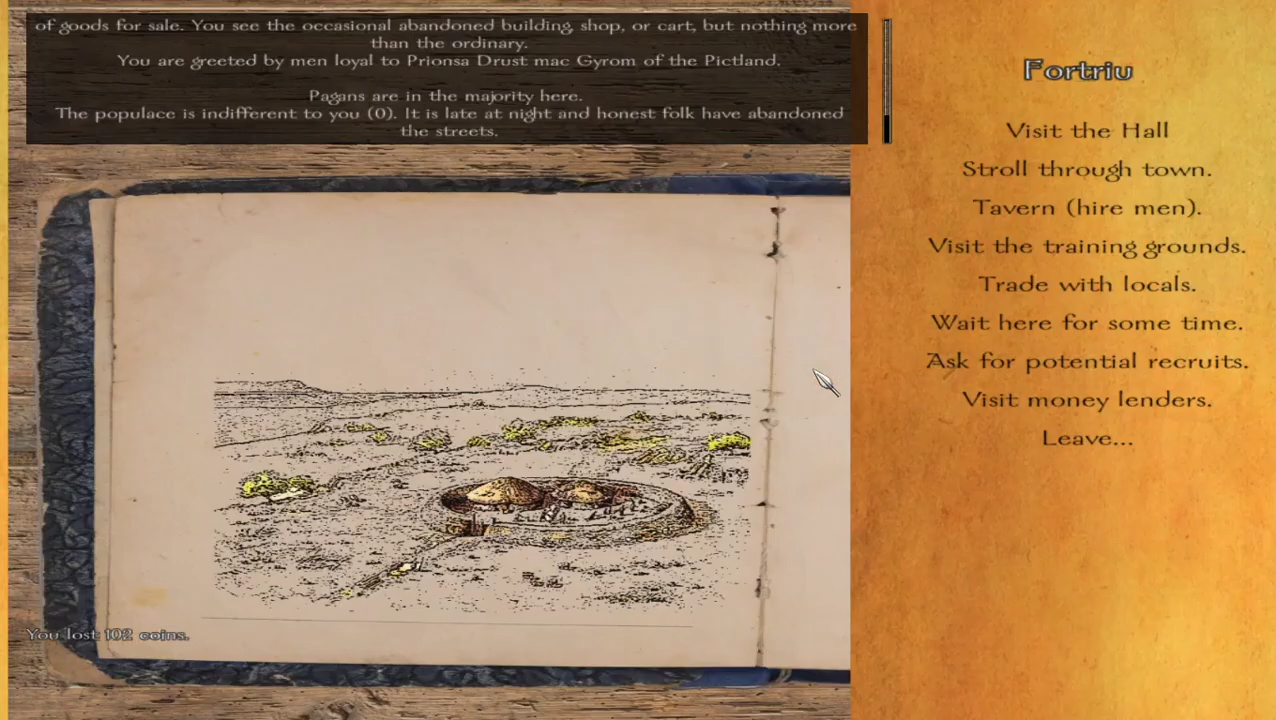 of goods for sale. You see the occasional abandoned building, shop, or cart, but nothing more
than the ordinary.
You are greeted by men loyal to Prionsa Drust mac Gyrom of the Pictland.
Pagans are in the majority here.
The populace is indifferent to you (0). It is late at night and honest folk have abandoned
the streets.
You lost 102 coins.
Fortriu
Visit the Hall
Stroll through town.
Tavern (hire men).
Visit the training grounds.
Trade with locals.
Wait here for some time.
Ask for potential recruits.
Visit money lenders.
Leave...